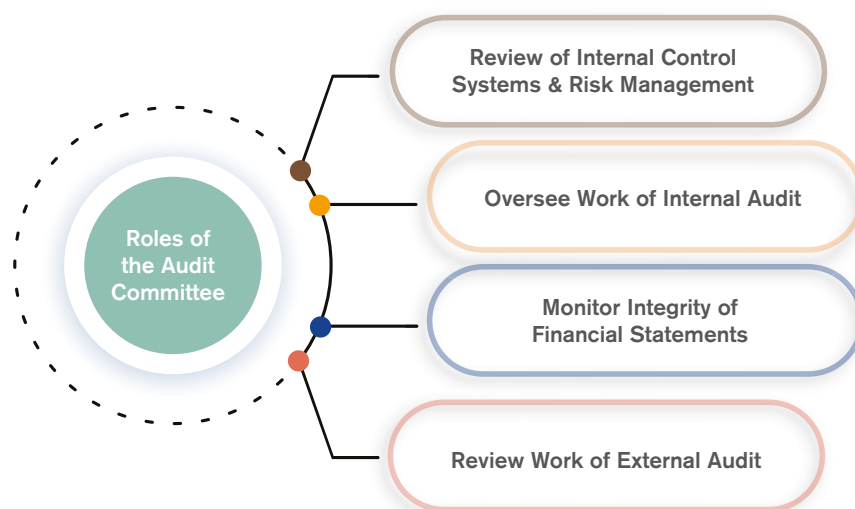 Roles of
the Audit
Committee
Review of Internal Control
Systems & Risk Management
Oversee Work of Internal Audit
Monitor Integrity of
Financial Statements
Review Work of External Audit